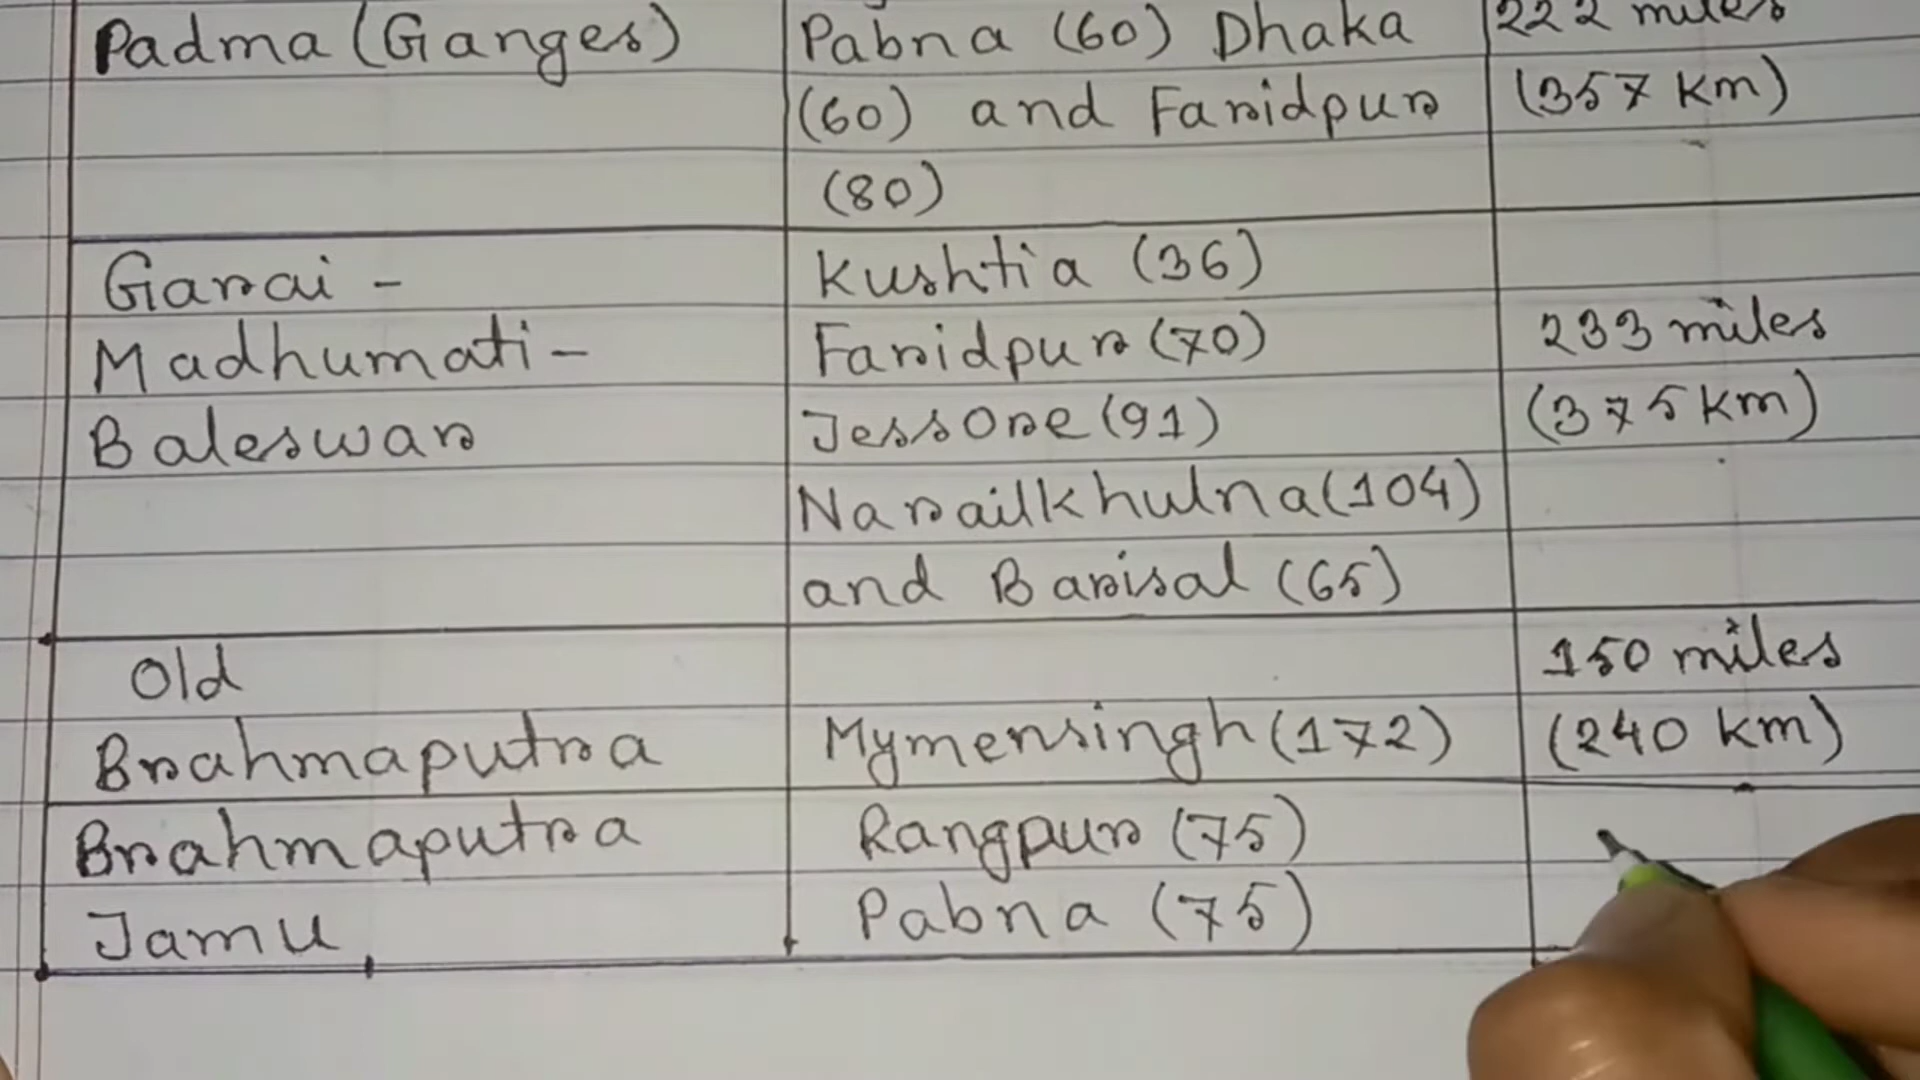 Padma (Ganges) Pabna (60) Dhaka 222 miles
(60) and Faridpur (357 km)
(80)
Garai - Kushtia (36)
Madhumati - Faridpur (70) 233 miles
Baleswar Jessore (91) (375 km)
Narailkhulna (104)
and Barisal (65)
Old 150 miles
Brahmaputra Mymensingh (172) (240 km)
Brahmaputra Rangpur (75)
Jamu Pabna (75)